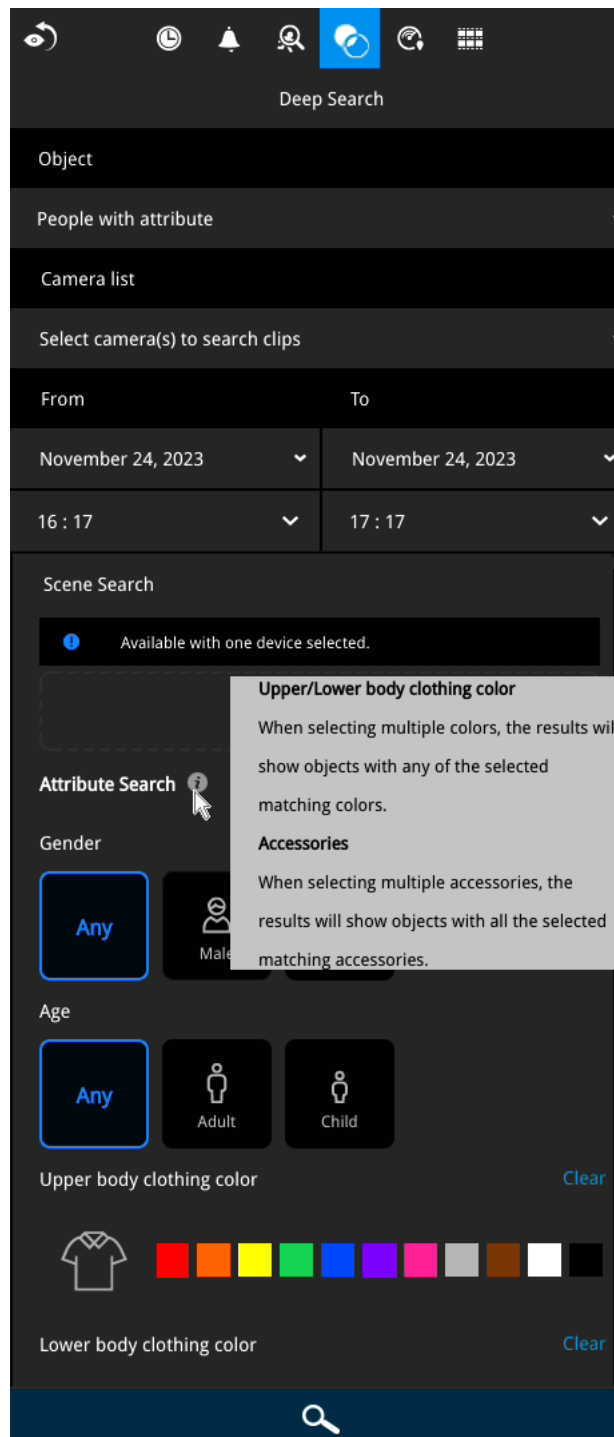 Deep Search
Object
People with attribute
Camera list
Select camera(s) to search clips
From To
November 24, 2023 November 24, 2023
16 : 17 17 : 17
Scene Search
Available with one device selected.
Upper/Lower body clothing color
When selecting multiple colors, the results wil
show objects with any of the selected
matching colors.
Attribute Search
Accessories
When selecting multiple accessories, the
results will show objects with all the selected
matching accessories.
Gender
Any Male
Age
Any Adult Child
Upper body clothing color Clear
Lower body clothing color Clear